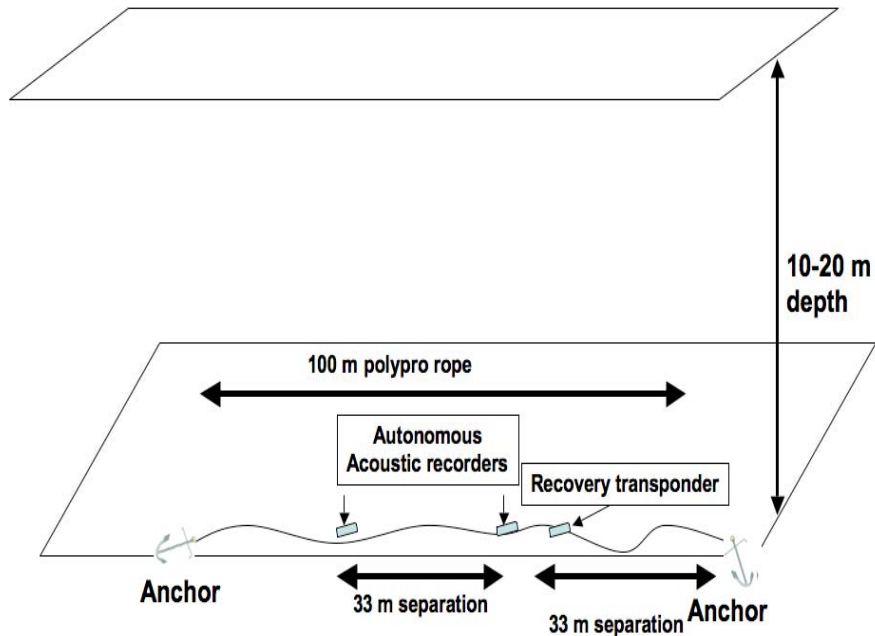 10-20 m
depth
100 m polypro rope
Autonomous
Acoustic recorders
Recovery transponder
Anchor
33 m separation
33 m separation
Anchor